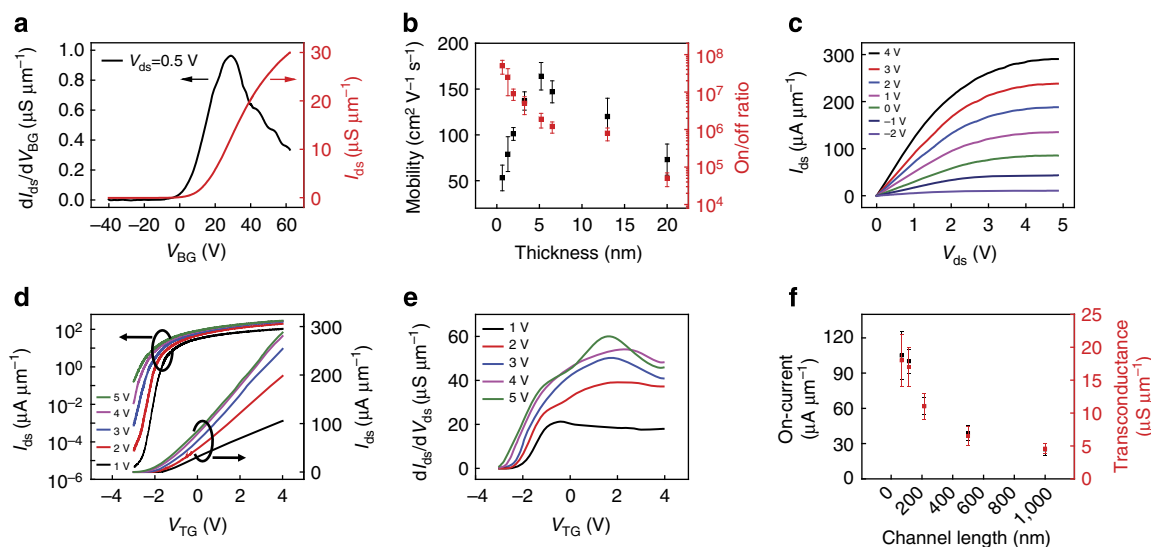 a
V_ds=0.5 V
dI_ds/dV_BG (μS μm⁻¹)
1.0
0.8
0.6
0.4
0.2
0.0
−40 −20 0 20 40 60
V_BG (V)
30
20
10
0
I_ds (μS μm⁻¹)
b
Mobility (cm² V⁻¹ s⁻¹)
200
150
100
50
0 5 10 15 20
Thickness (nm)
10⁸
10⁷
10⁶
10⁵
10⁴
On/off ratio
c
I_ds (μA μm⁻¹)
300
200
100
0
4 V
3 V
2 V
1 V
0 V
−1 V
−2 V
0 1 2 3 4 5
V_ds (V)
d
I_ds (μA μm⁻¹)
10²
10⁰
10⁻²
10⁻⁴
10⁻⁶
5 V
4 V
3 V
2 V
1 V
−4 −2 0 2 4
V_TG (V)
300
200
100
0
I_ds (μA μm⁻¹)
e
dI_ds/dV_ds (μS μm⁻¹)
60
40
20
0
1 V
2 V
3 V
4 V
5 V
−4 −2 0 2 4
V_TG (V)
f
On-current
(μA μm⁻¹)
120
90
60
30
0
0 200 400 600 800 1,000
Channel length (nm)
25
20
15
10
5
0
Transconductance
(μS μm⁻¹)